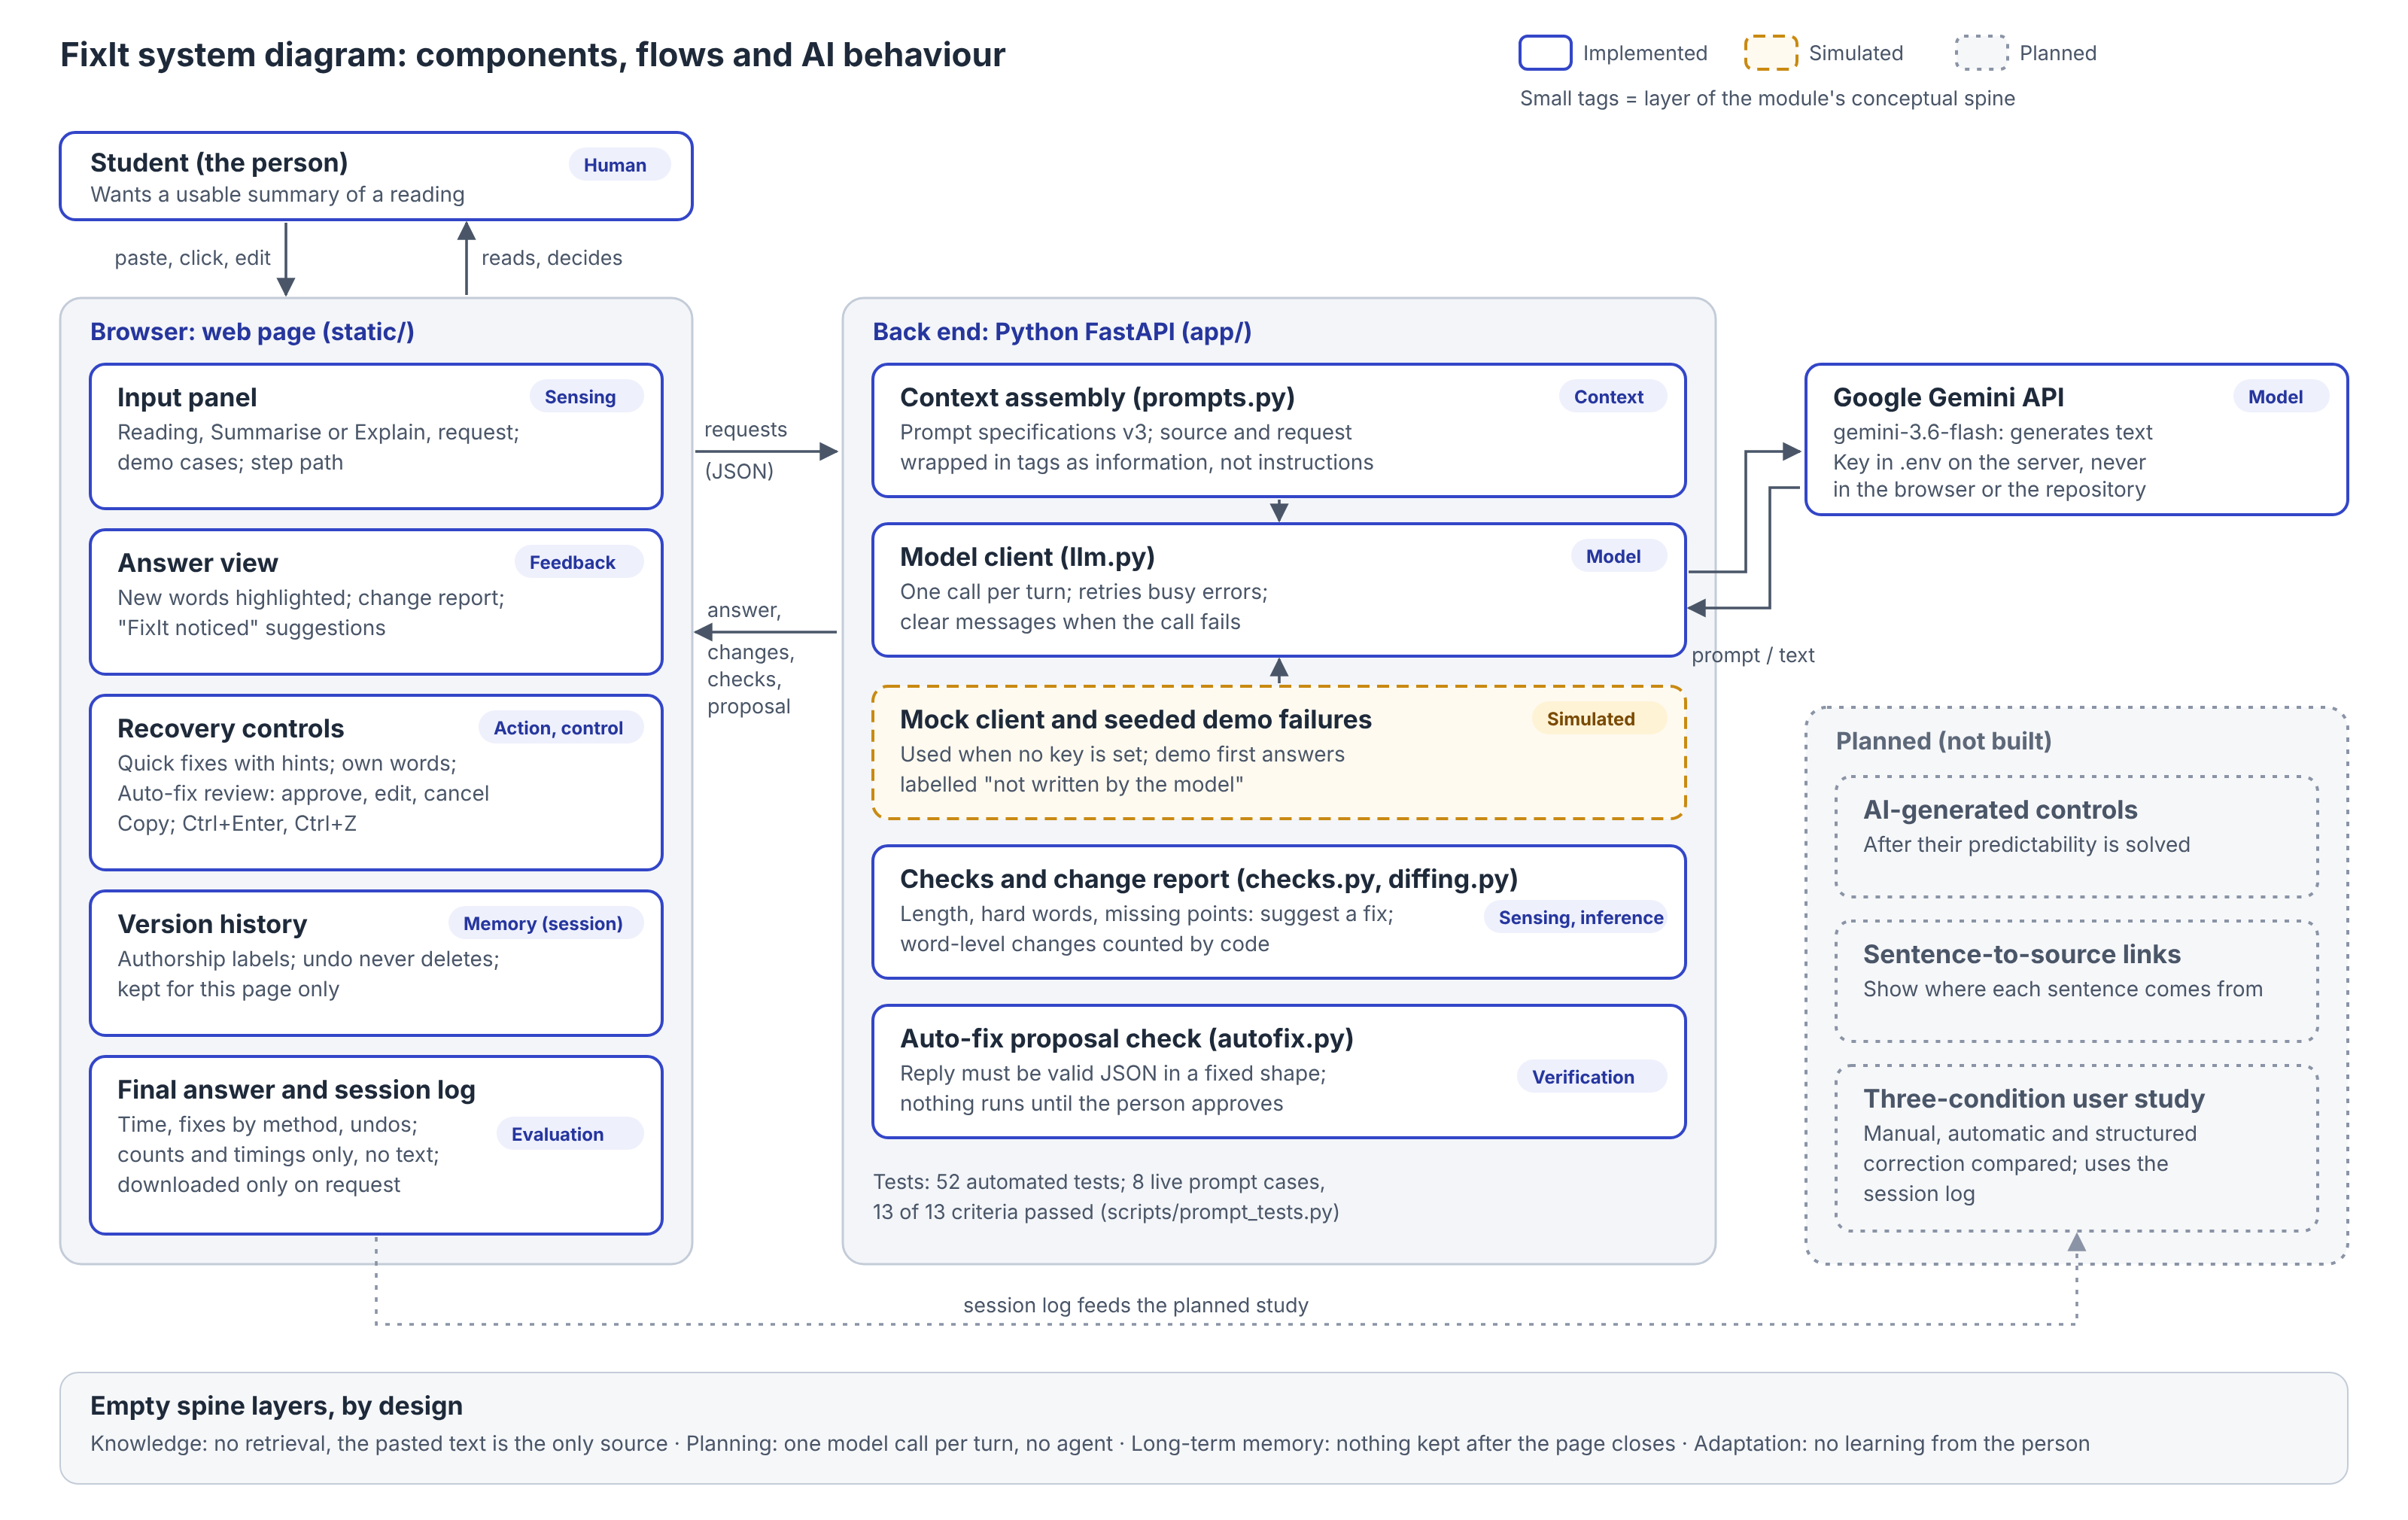 FixIt system diagram: components, flows and AI behaviour
Implemented
Simulated
Planned
Small tags = layer of the module's conceptual spine
Student (the person)
Human
Wants a usable summary of a reading
paste, click, edit
reads, decides
Browser: web page (static/)
Input panel
Sensing
Reading, Summarise or Explain, request;
demo cases; step path
Answer view
Feedback
New words highlighted; change report;
"FixIt noticed" suggestions
Recovery controls
Action, control
Quick fixes with hints; own words;
Auto-fix review: approve, edit, cancel
Copy; Ctrl+Enter, Ctrl+Z
Version history
Memory (session)
Authorship labels; undo never deletes;
kept for this page only
Final answer and session log
Time, fixes by method, undos;
Evaluation
counts and timings only, no text;
downloaded only on request
requests
(JSON)
answer,
changes,
checks,
proposal
Back end: Python FastAPI (app/)
Context assembly (prompts.py)
Context
Prompt specifications v3; source and request
wrapped in tags as information, not instructions
Model client (llm.py)
Model
One call per turn; retries busy errors;
clear messages when the call fails
Mock client and seeded demo failures
Simulated
Used when no key is set; demo first answers
labelled "not written by the model"
Checks and change report (checks.py, diffing.py)
Length, hard words, missing points: suggest a fix;
Sensing, inference
word-level changes counted by code
Auto-fix proposal check (autofix.py)
Reply must be valid JSON in a fixed shape;
Verification
nothing runs until the person approves
Tests: 52 automated tests; 8 live prompt cases,
13 of 13 criteria passed (scripts/prompt_tests.py)
Google Gemini API
Model
gemini-3.6-flash: generates text
Key in .env on the server, never
in the browser or the repository
prompt / text
Planned (not built)
AI-generated controls
After their predictability is solved
Sentence-to-source links
Show where each sentence comes from
Three-condition user study
Manual, automatic and structured
correction compared; uses the
session log
session log feeds the planned study
Empty spine layers, by design
Knowledge: no retrieval, the pasted text is the only source · Planning: one model call per turn, no agent · Long-term memory: nothing kept after the page closes · Adaptation: no learning from the person